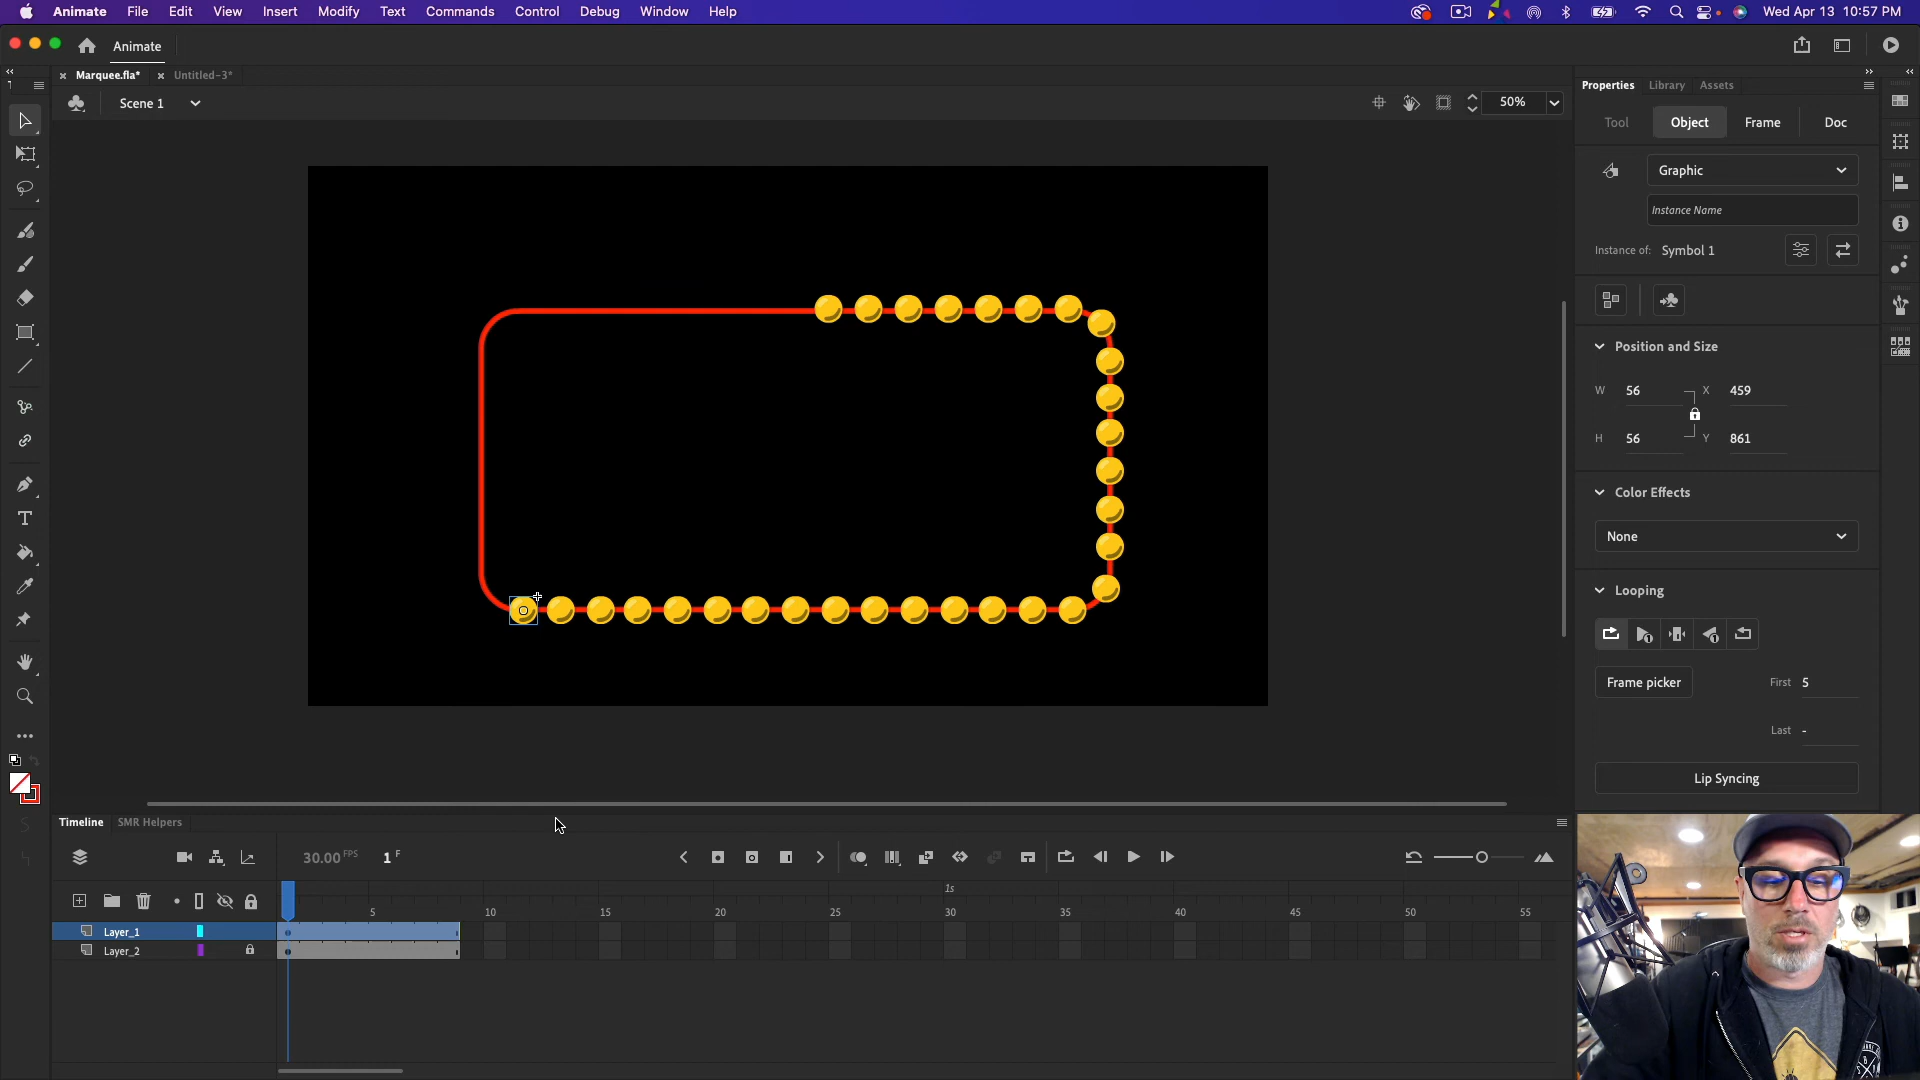 Animate File Edit View Insert Modify Commands Text Control Debug Window Help Wed Apr 13 10:57 PM
Animate
Marquee.fla* Untitled-3*
Properties Library Assets
Scene 1
50%
Tool Object Frame Doc
Graphic
Instance Name
Instance of: Symbol 1
Position and Size
W 56 X 459
H 56 Y 861
Color Effects
None
Looping
Frame picker First 5
Last -
Lip Syncing
Timeline SMR Helpers
30.00 FPS 1 F
1s
5 10 15 20 25 30 35 40 45 50 55
Layer_1
Layer_2